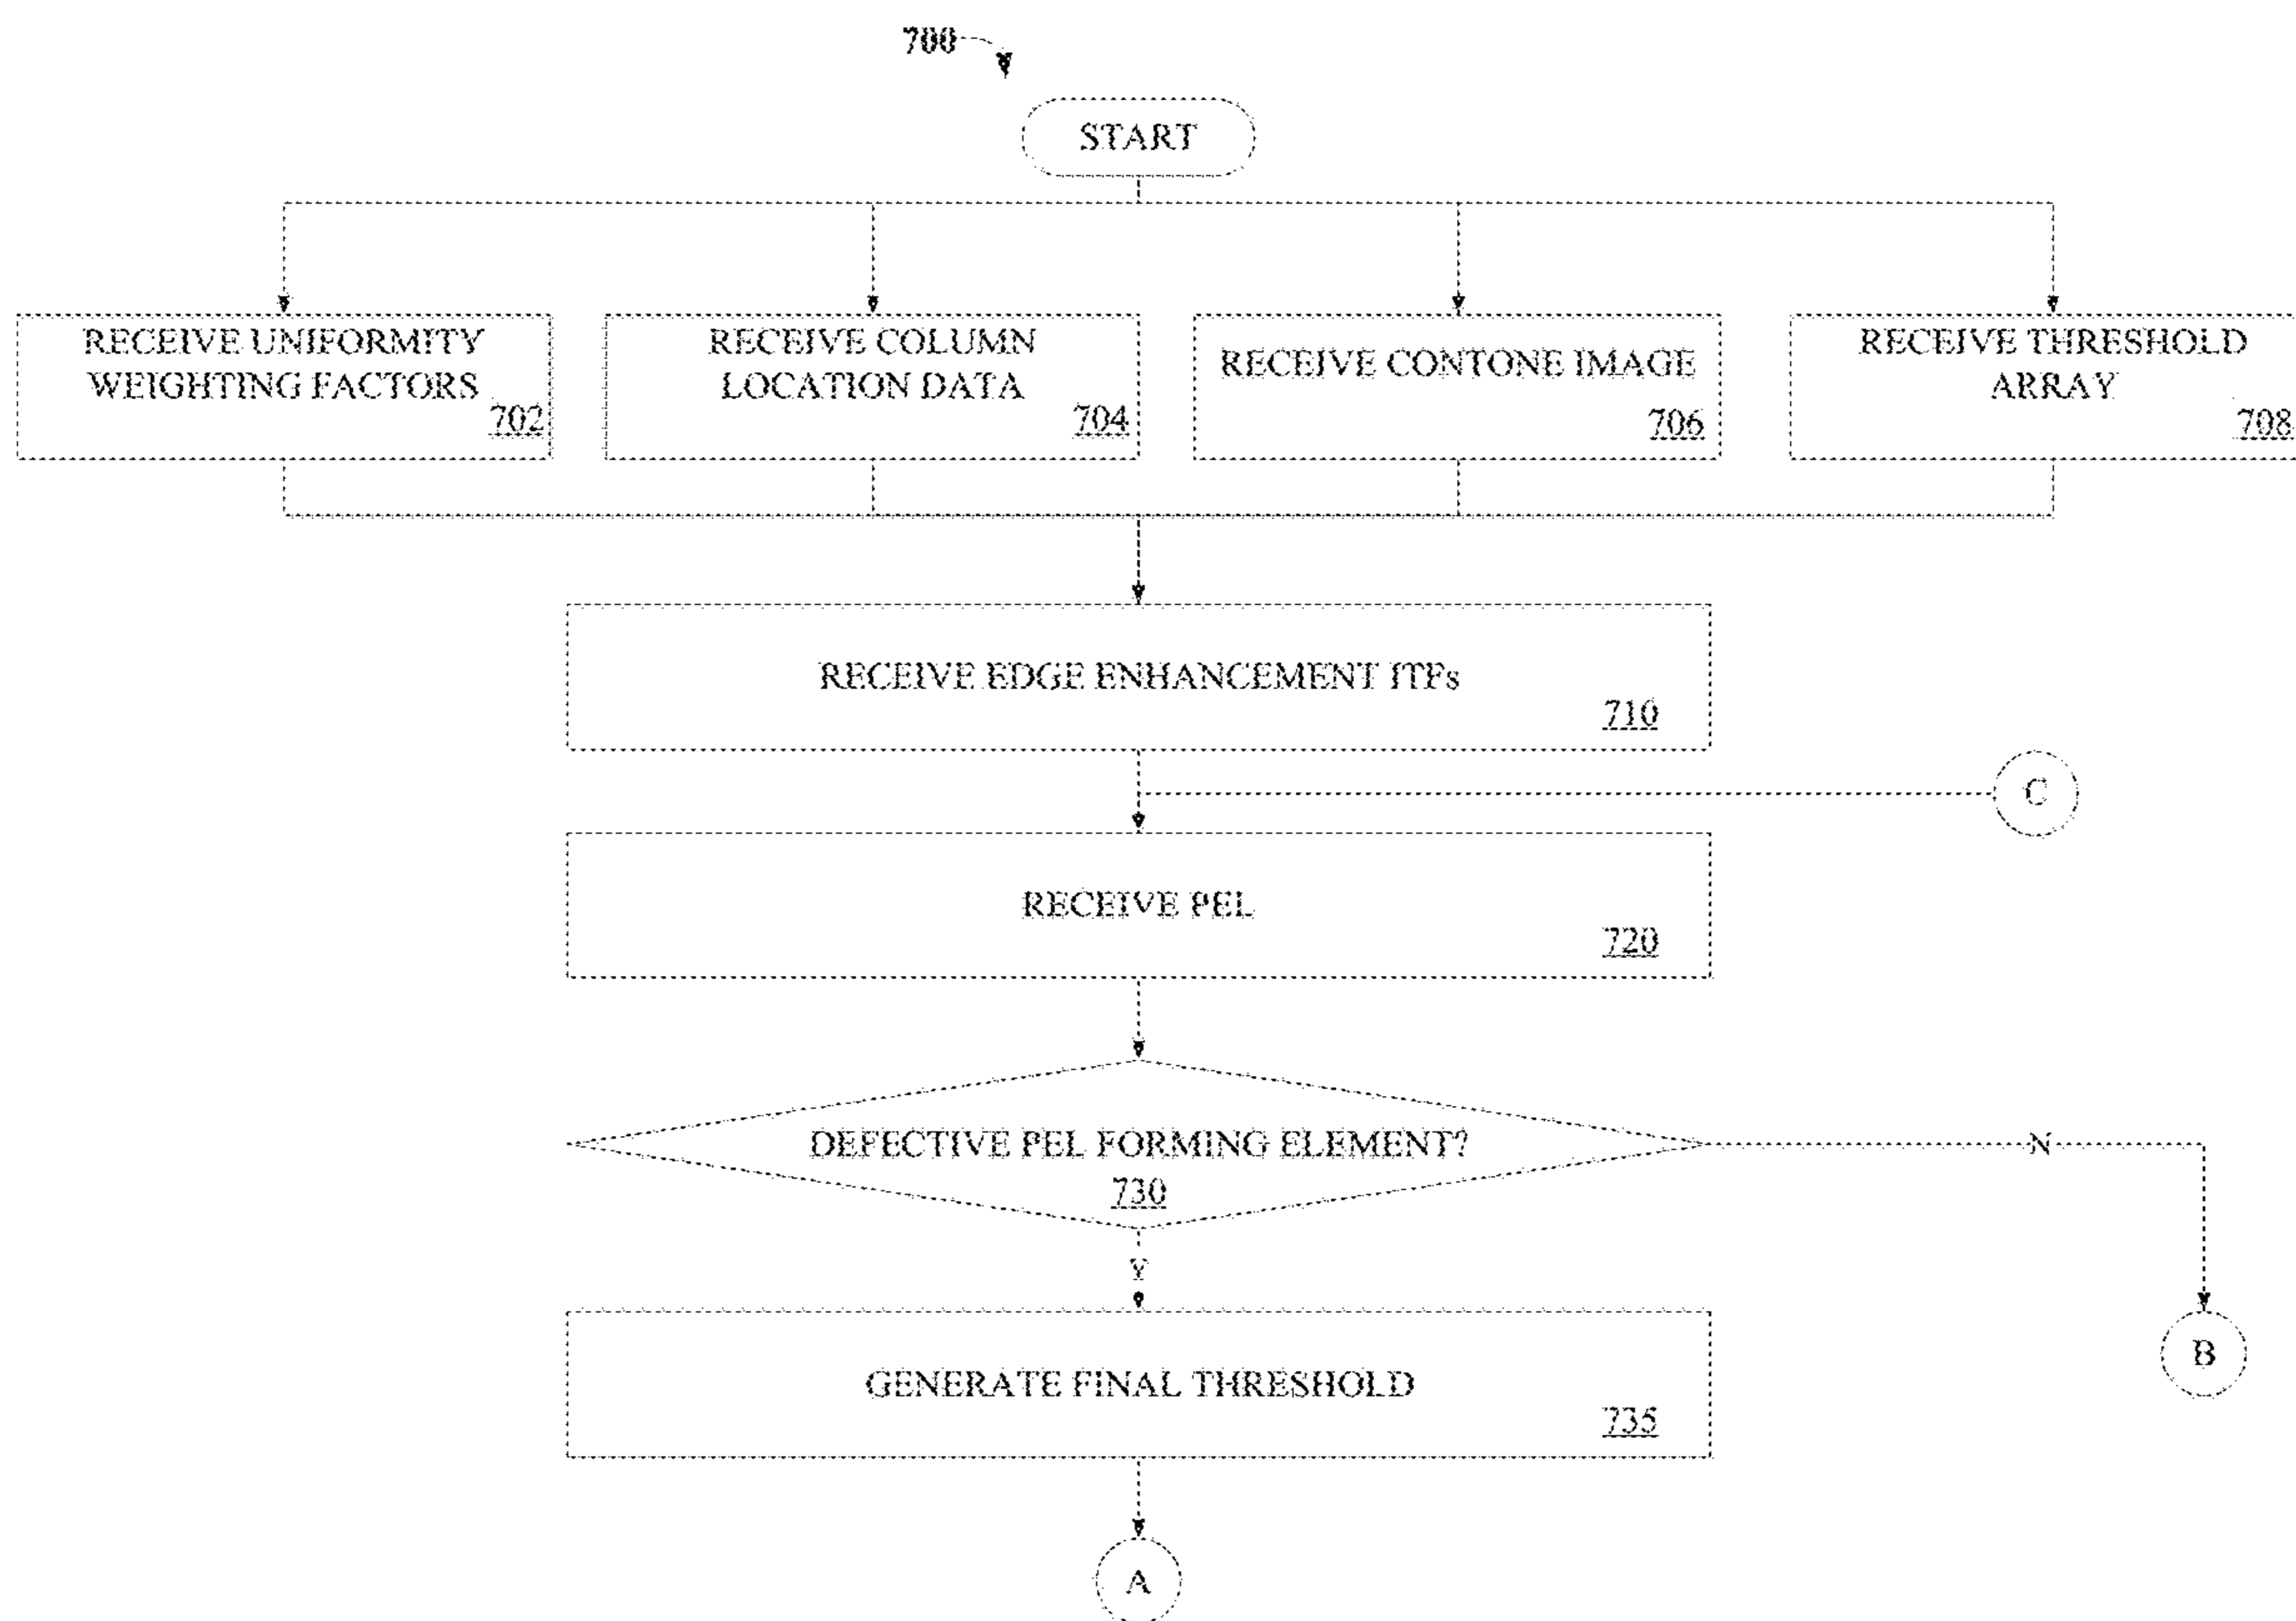 700
START
RECEIVE UNIFORMITY
WEIGHTING FACTORS
702
RECEIVE COLUMN
LOCATION DATA
704
RECEIVE CONTONE IMAGE
706
RECEIVE THRESHOLD
ARRAY
708
RECEIVE EDGE ENHANCEMENT ITFs
710
C
RECEIVE PEL
720
DEFECTIVE PEL FORMING ELEMENT?
730
N
Y
B
GENERATE FINAL THRESHOLD
735
A